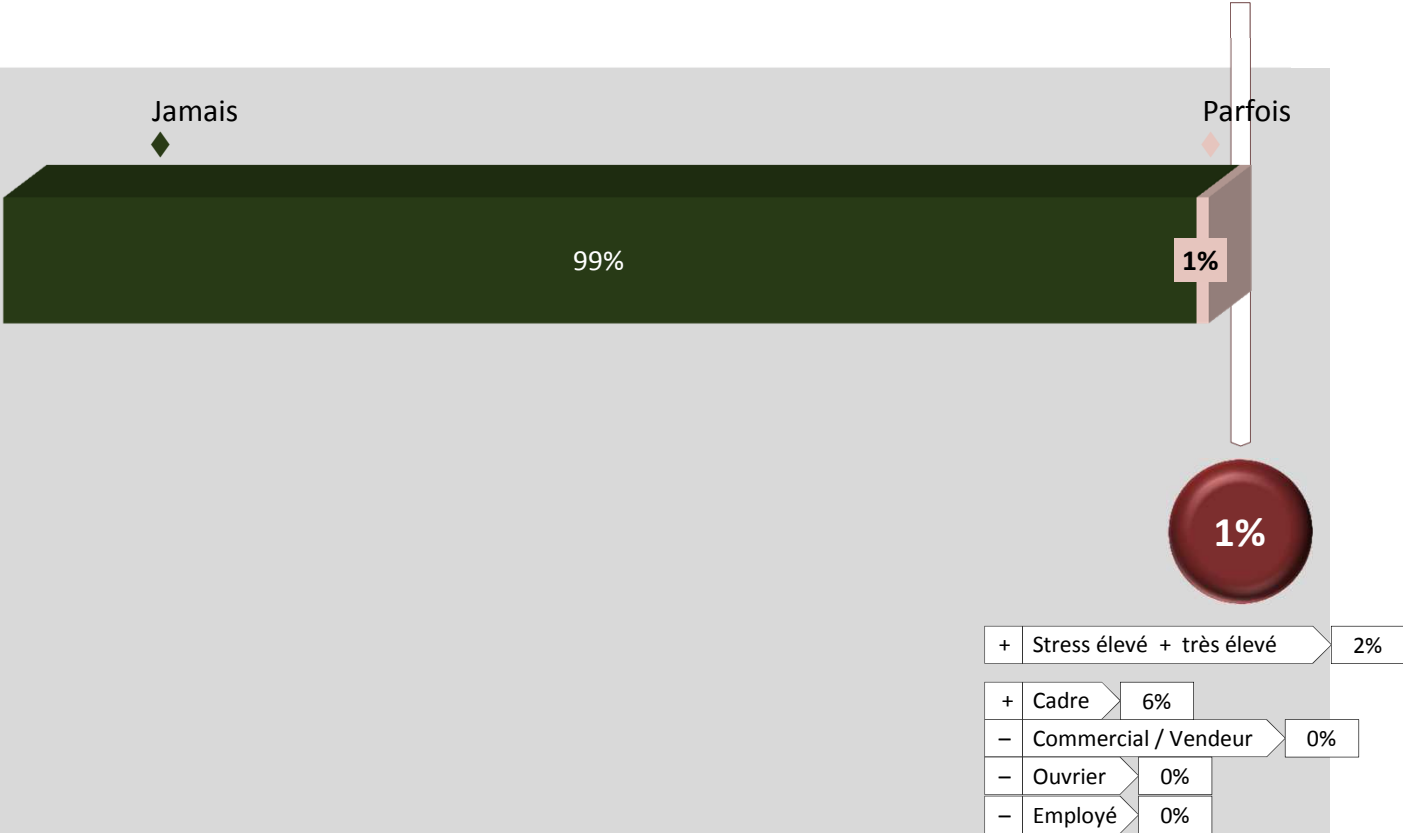 Jamais Parfois
99% 1%
1%
+ Stress élevé + très élevé 2%
+ Cadre 6%
– Commercial / Vendeur 0%
– Ouvrier 0%
– Employé 0%